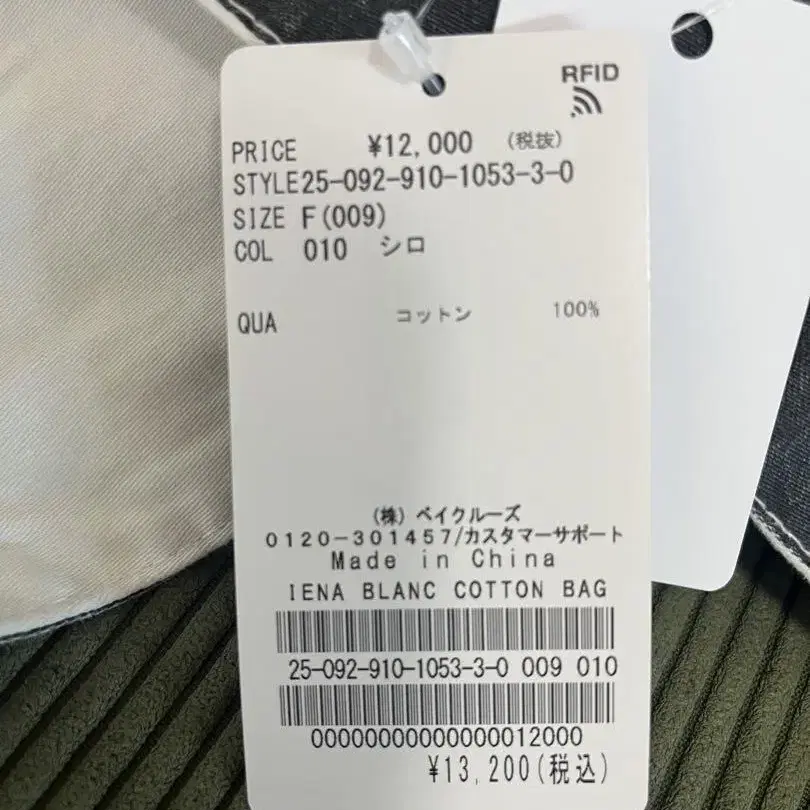 RFID
PRICE ¥12,000 (税抜)
STYLE25-092-910-1053-3-0
SIZE F(009)
COL 010 シロ
QUA コットン 100%
(株) ベイクルーズ
0120-301457/カスタマーサポート
Made in China
IENA BLANC COTTON BAG
25-092-910-1053-3-0 009 010
00000000000000012000
¥13,200(税込)